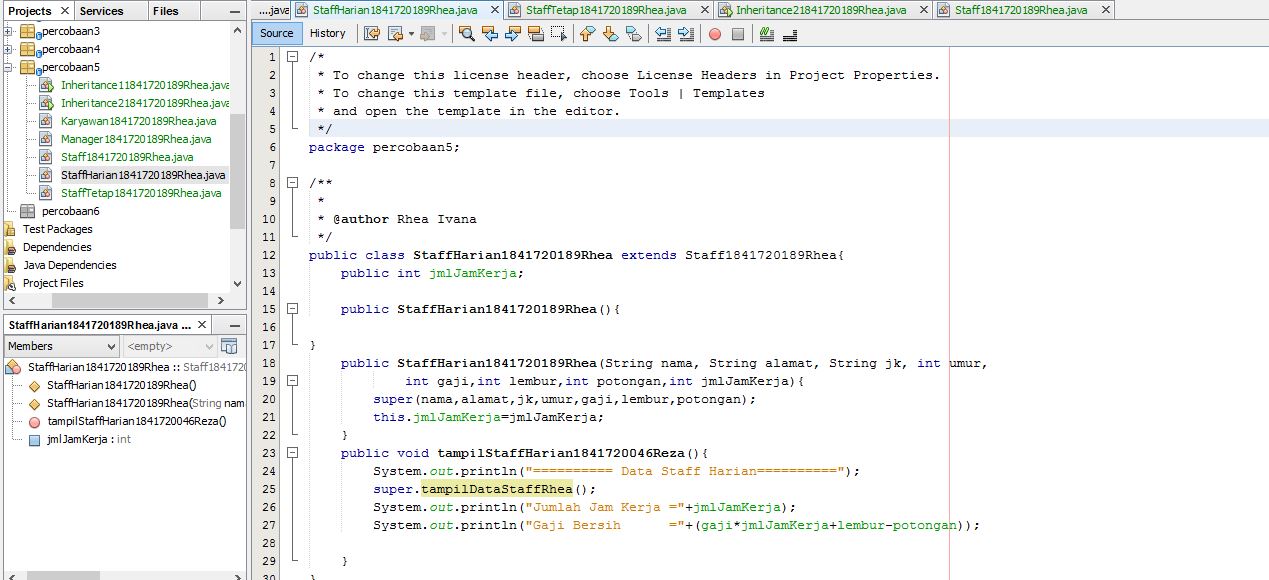 Projects
Services
Files
percobaan3
percobaan4
percobaan5
Inheritance11841720189Rhea.java
Inheritance21841720189Rhea.java
Karyawan1841720189Rhea.java
Manager1841720189Rhea.java
Staff1841720189Rhea.java
StaffHarian1841720189Rhea.java
StaffTetap1841720189Rhea.java
percobaan6
Test Packages
Dependencies
Java Dependencies
Project Files
StaffHarian1841720189Rhea.java ...
Members
<empty>
StaffHarian1841720189Rhea :: Staff184172
StaffHarian1841720189Rhea()
StaffHarian1841720189Rhea(String nam
tampilStaffHarian1841720046Reza()
jmlJamKerja : int
....java
StaffHarian1841720189Rhea.java
StaffTetap1841720189Rhea.java
Inheritance21841720189Rhea.java
Staff1841720189Rhea.java
Source
History
1 /*
2  * To change this license header, choose License Headers in Project Properties.
3  * To change this template file, choose Tools | Templates
4  * and open the template in the editor.
5  */
6 package percobaan5;
7
8 /**
9  *
10  * @author Rhea Ivana
11  */
12 public class StaffHarian1841720189Rhea extends Staff1841720189Rhea{
13     public int jmlJamKerja;
14
15     public StaffHarian1841720189Rhea(){
16
17 }
18     public StaffHarian1841720189Rhea(String nama, String alamat, String jk, int umur,
19             int gaji,int lembur,int potongan,int jmlJamKerja){
20         super(nama,alamat,jk,umur,gaji,lembur,potongan);
21         this.jmlJamKerja=jmlJamKerja;
22     }
23     public void tampilStaffHarian1841720046Reza(){
24         System.out.println("========== Data Staff Harian==========");
25         super.tampilDataStaffRhea();
26         System.out.println("Jumlah Jam Kerja ="+jmlJamKerja);
27         System.out.println("Gaji Bersih      ="+(gaji*jmlJamKerja+lembur-potongan));
28
29     }
30 }